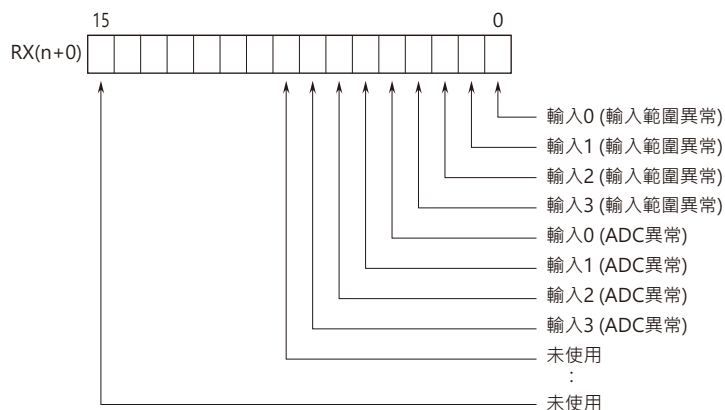 15 0
RX(n+0)
輸入0 (輸入範圍異常)
輸入1 (輸入範圍異常)
輸入2 (輸入範圍異常)
輸入3 (輸入範圍異常)
輸入0 (ADC異常)
輸入1 (ADC異常)
輸入2 (ADC異常)
輸入3 (ADC異常)
未使用
:
未使用